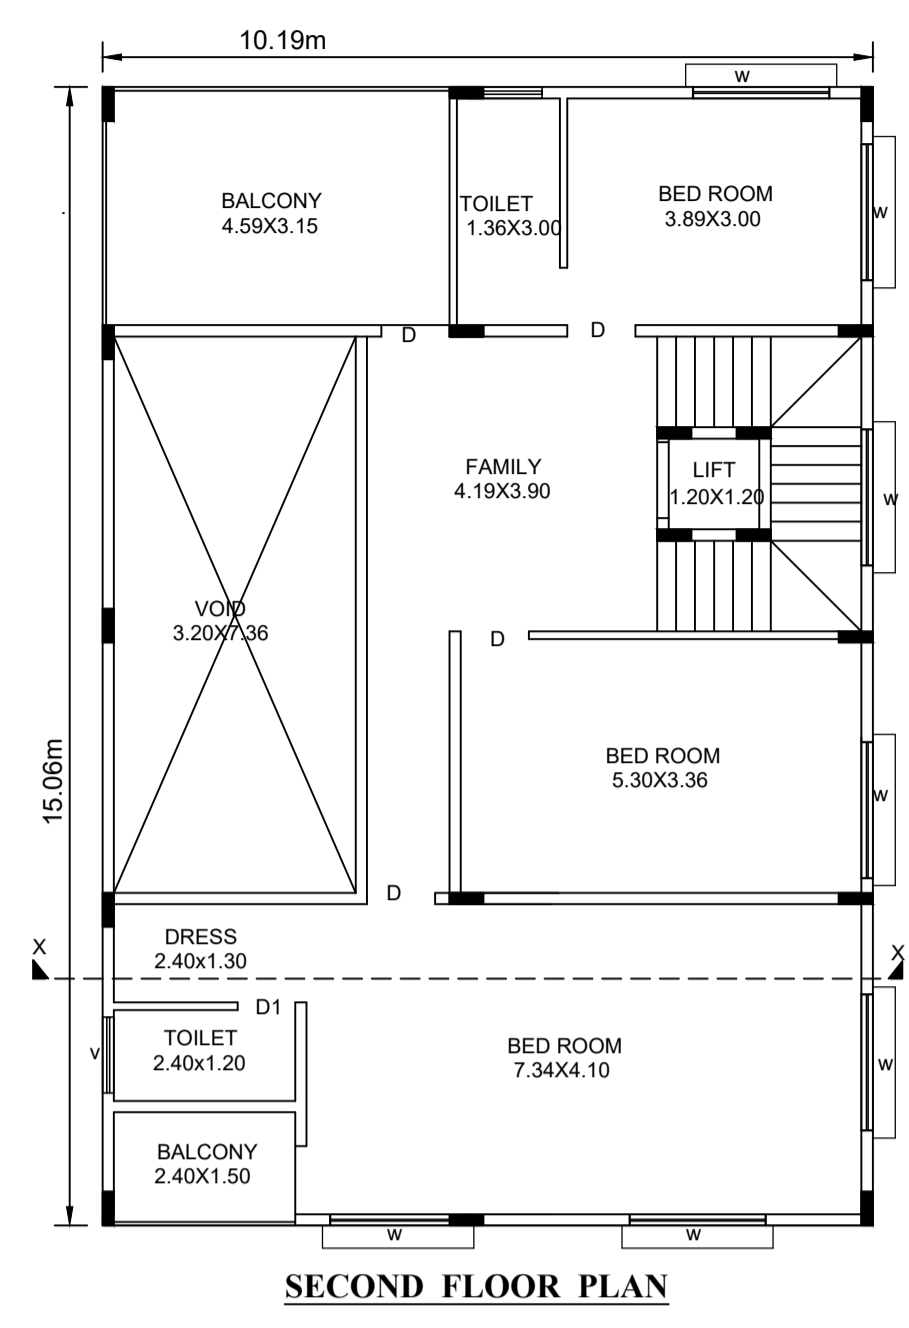 10.19m
W
BALCONY
4.59X3.15
TOILET
1.36X3.00
BED ROOM
3.89X3.00
W
D
D
FAMILY
4.19X3.90
LIFT
1.20X1.20
W
VOID
3.20X7.36
D
15.06m
BED ROOM
5.30X3.36
W
D
X
DRESS
2.40x1.30
X
D1
V
TOILET
2.40x1.20
BED ROOM
7.34X4.10
W
BALCONY
2.40X1.50
W
W
SECOND FLOOR PLAN